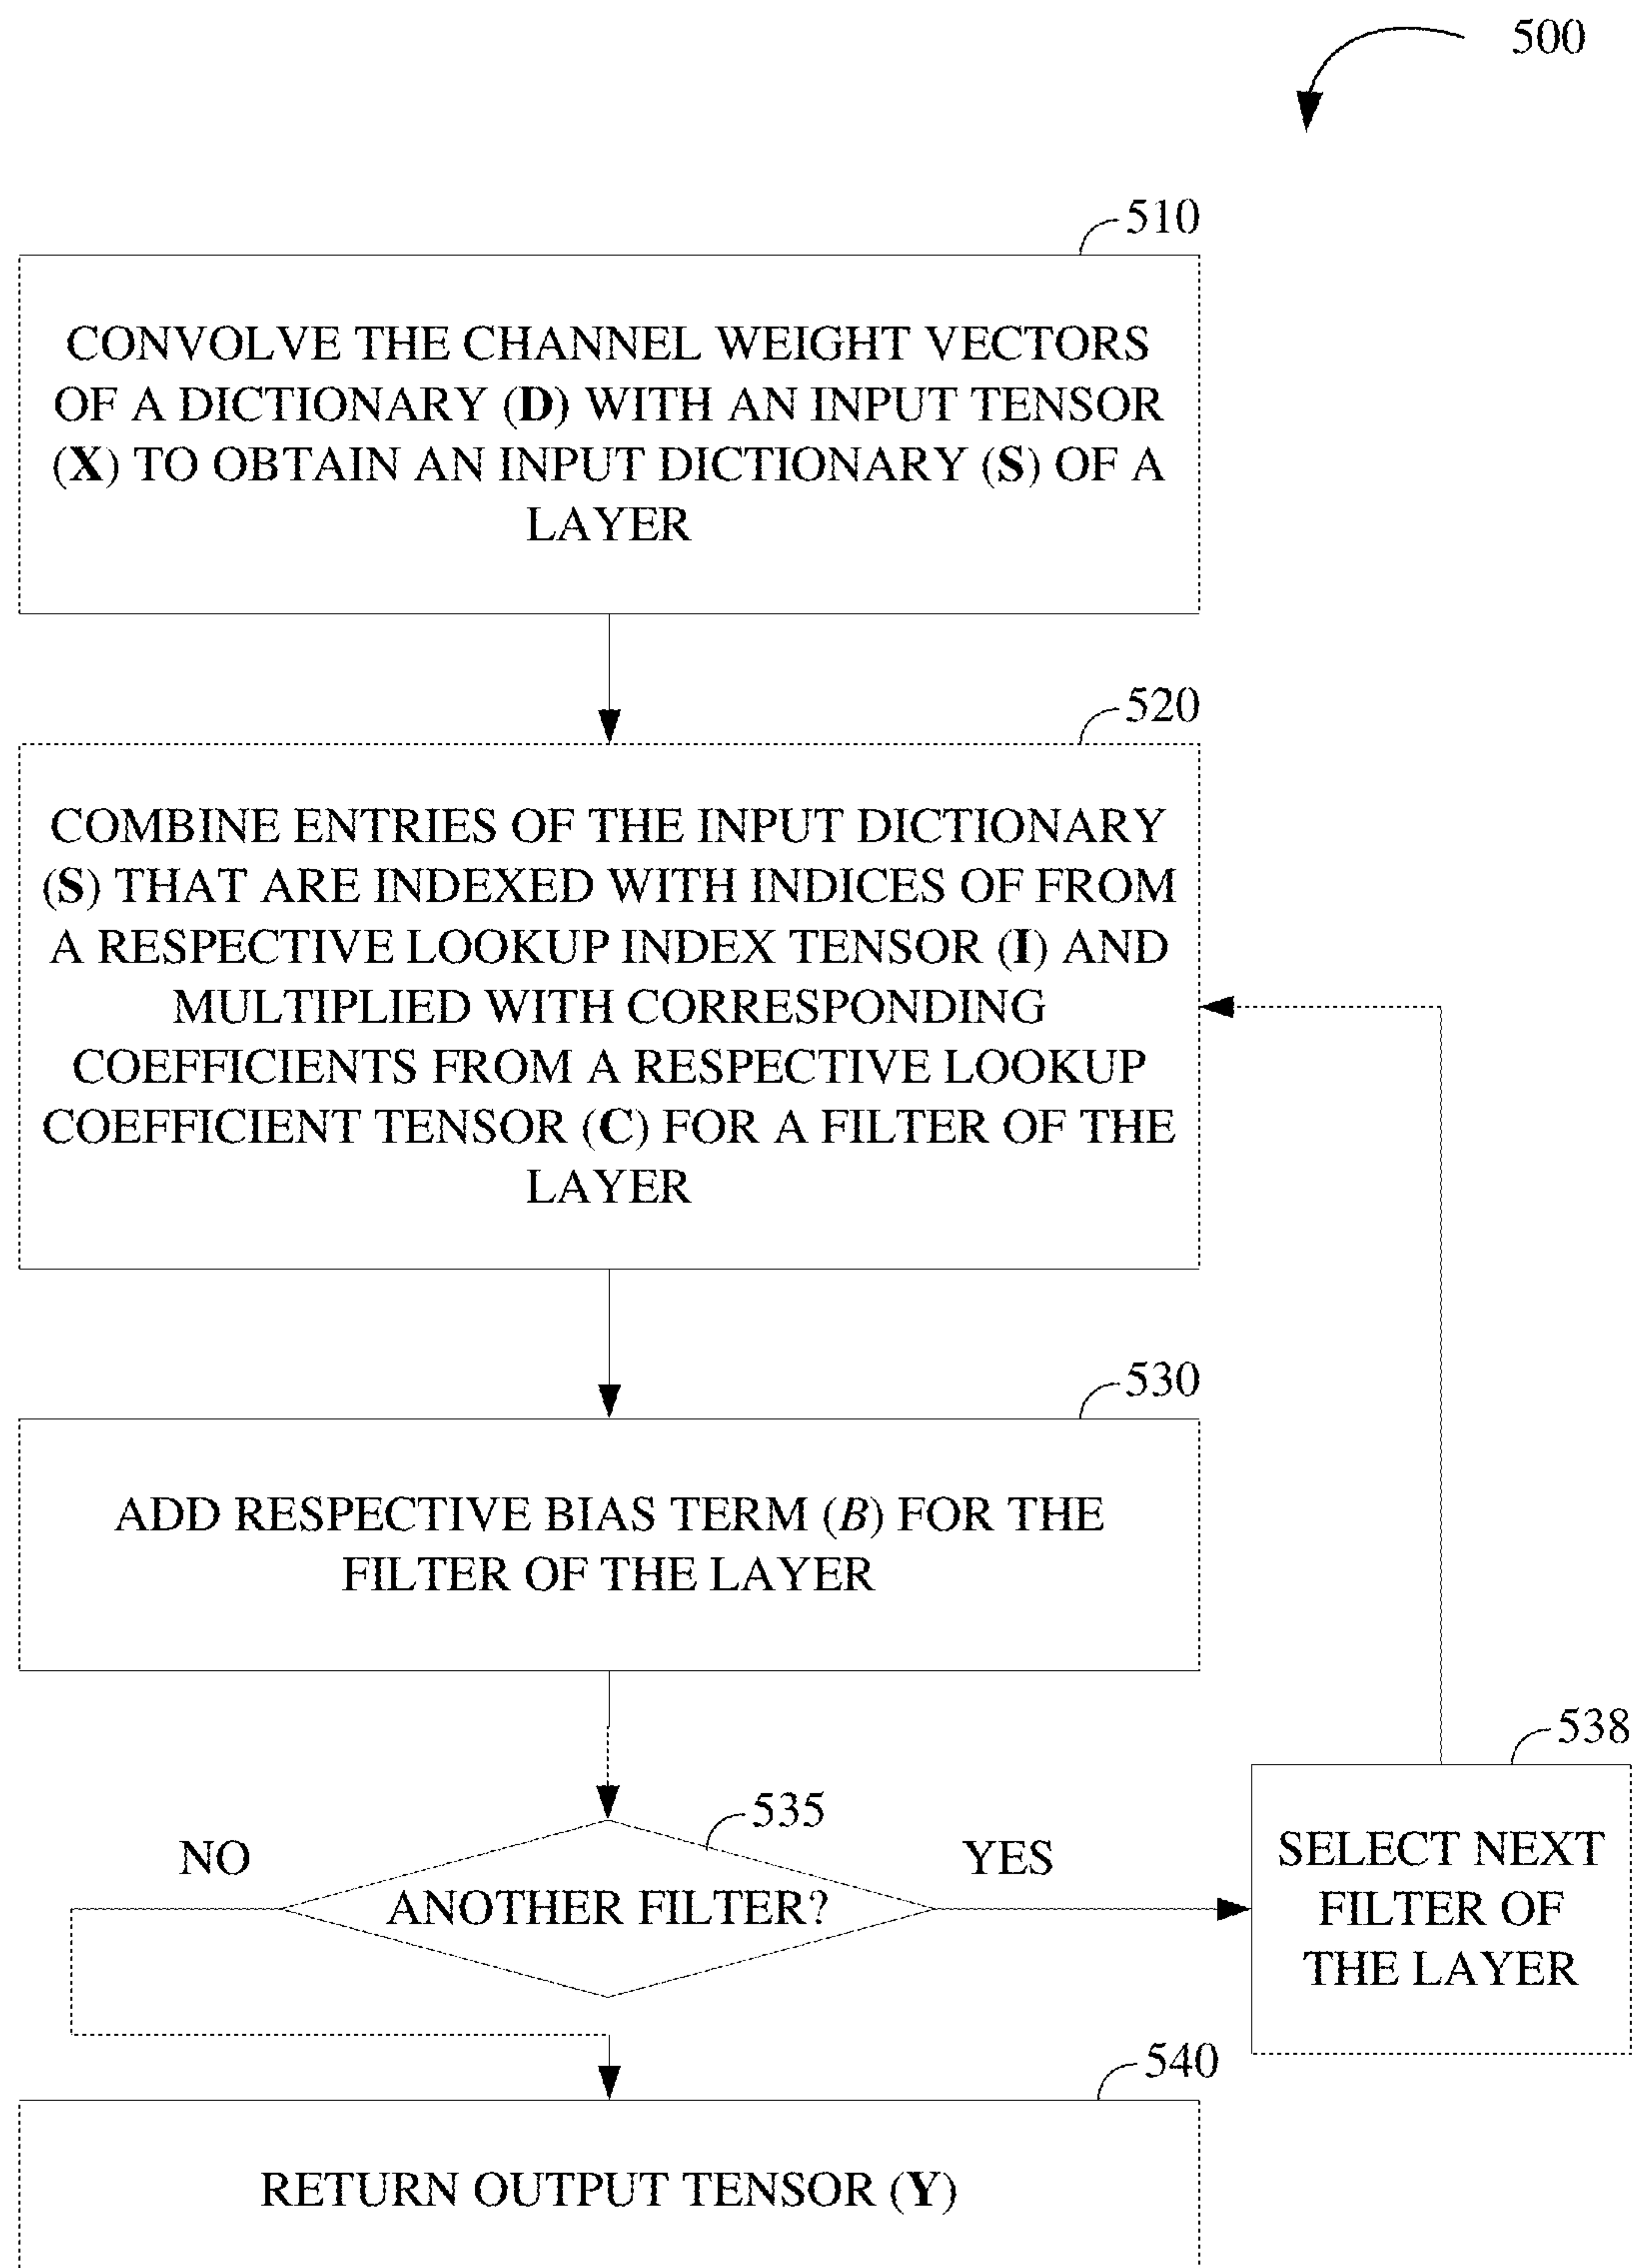 500
510
CONVOLVE THE CHANNEL WEIGHT VECTORS
OF A DICTIONARY (D) WITH AN INPUT TENSOR
(X) TO OBTAIN AN INPUT DICTIONARY (S) OF A
LAYER
520
COMBINE ENTRIES OF THE INPUT DICTIONARY
(S) THAT ARE INDEXED WITH INDICES OF FROM
A RESPECTIVE LOOKUP INDEX TENSOR (I) AND
MULTIPLIED WITH CORRESPONDING
COEFFICIENTS FROM A RESPECTIVE LOOKUP
COEFFICIENT TENSOR (C) FOR A FILTER OF THE
LAYER
530
ADD RESPECTIVE BIAS TERM (B) FOR THE
FILTER OF THE LAYER
535
NO
YES
ANOTHER FILTER?
538
SELECT NEXT
FILTER OF
THE LAYER
540
RETURN OUTPUT TENSOR (Y)